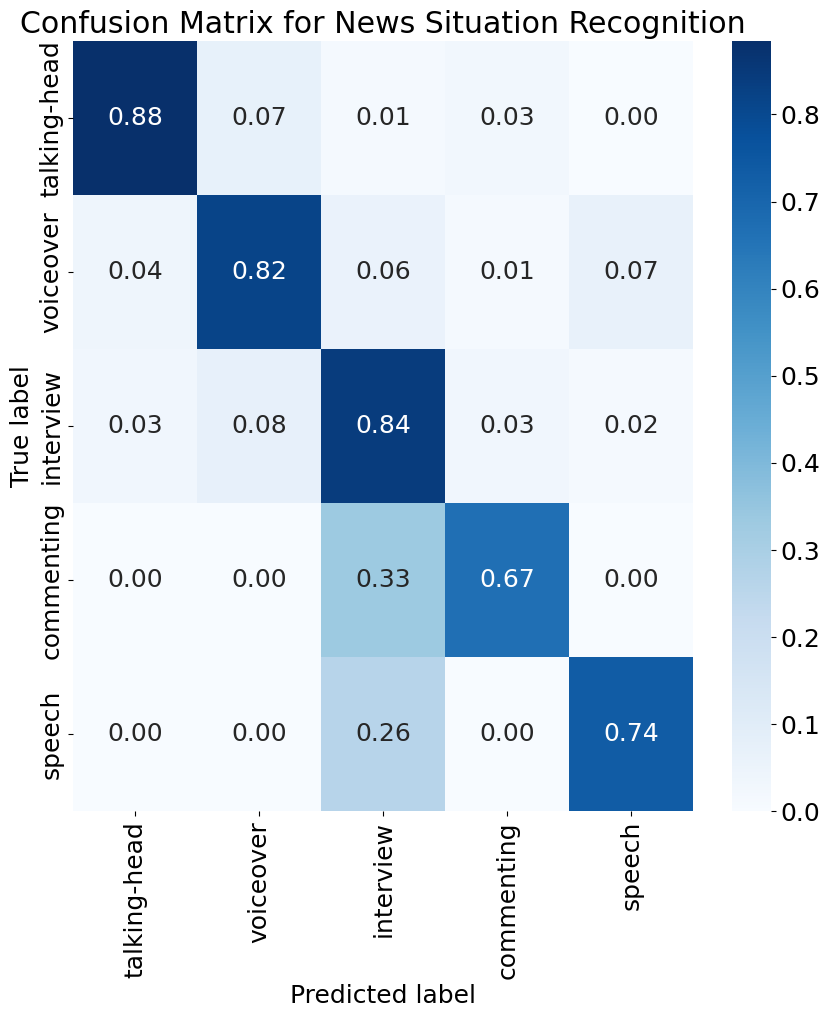 Confusion Matrix for News Situation Recognition
True label
talking-head
0.88 0.07 0.01 0.03 0.00
voiceover
0.04 0.82 0.06 0.01 0.07
interview
0.03 0.08 0.84 0.03 0.02
commenting
0.00 0.00 0.33 0.67 0.00
speech
0.00 0.00 0.26 0.00 0.74
talking-head
voiceover
interview
commenting
speech
Predicted label
0.8
0.7
0.6
0.5
0.4
0.3
0.2
0.1
0.0